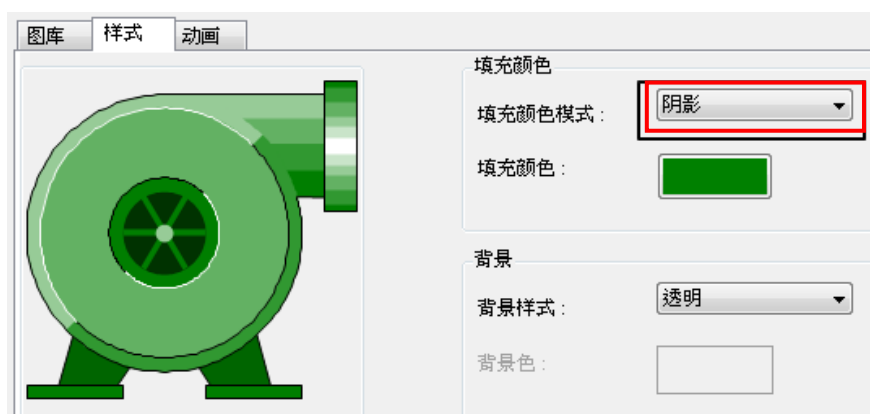 图库 样式 动画
填充颜色
填充颜色模式 : 阴影
填充颜色 :
背景
背景样式 : 透明
背景色 :